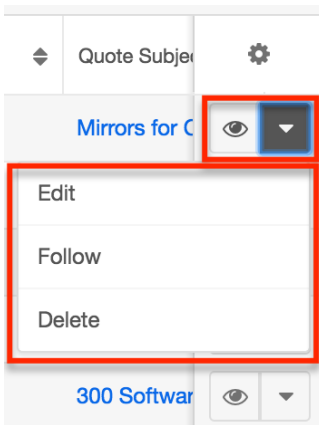 Quote Subje
Mirrors for
Edit
Follow
Delete
300 Softwar